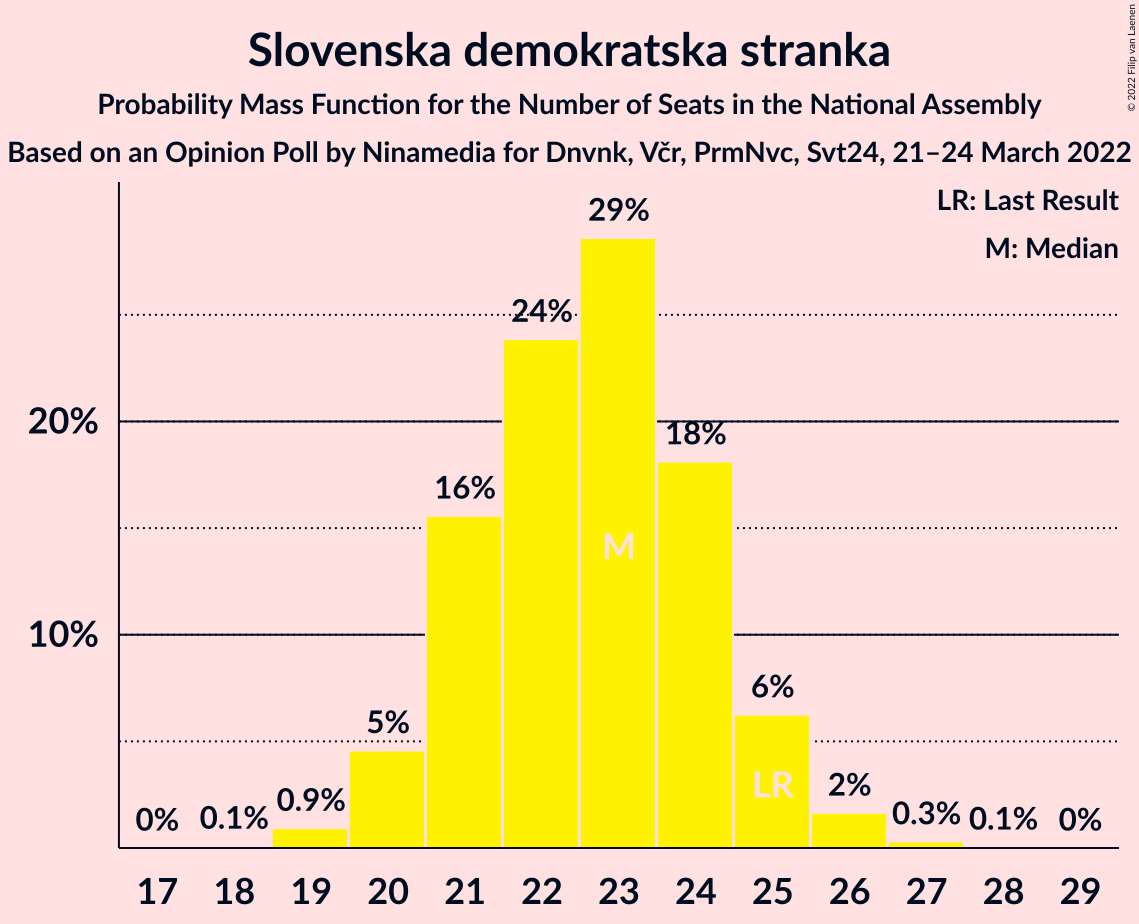 Slovenska demokratska stranka
Probability Mass Function for the Number of Seats in the National Assembly
Based on an Opinion Poll by Ninamedia for Dnvnk, Včr, PrmNvc, Svt24, 21–24 March 2022
© 2022 Filip van Laenen
LR: Last Result
M: Median
20%
10%
0%
0.1%
0.9%
5%
16%
24%
29%
18%
6%
2%
0.3%
0.1%
0%
M
LR
17 18 19 20 21 22 23 24 25 26 27 28 29